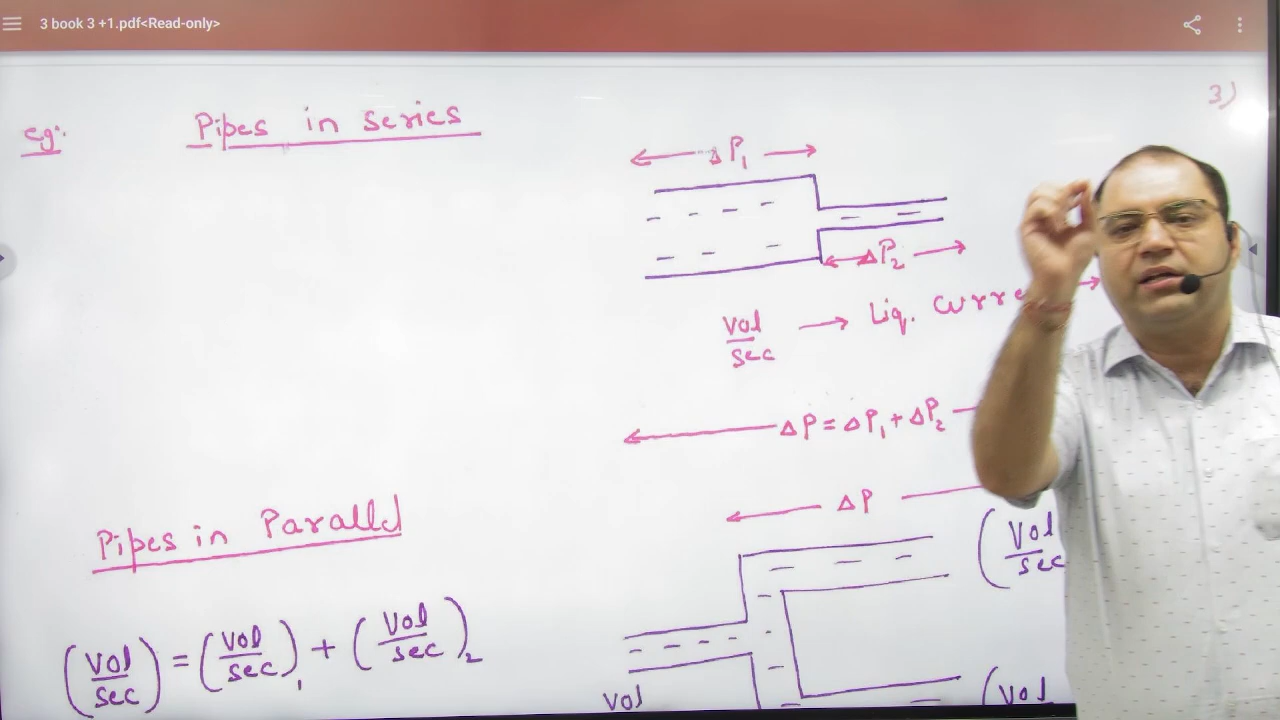 3 book 3 +1.pdf<Read-only>
3)
eg:
Pipes in series
ΔP₁
ΔP₂
Vol/sec → Liq.
ΔP = ΔP₁ + ΔP₂
Pipes in Parallel
ΔP
(Vol/sec
(Vol/sec) = (Vol/sec)₁ + (Vol/sec)₂
Vol
(Vol